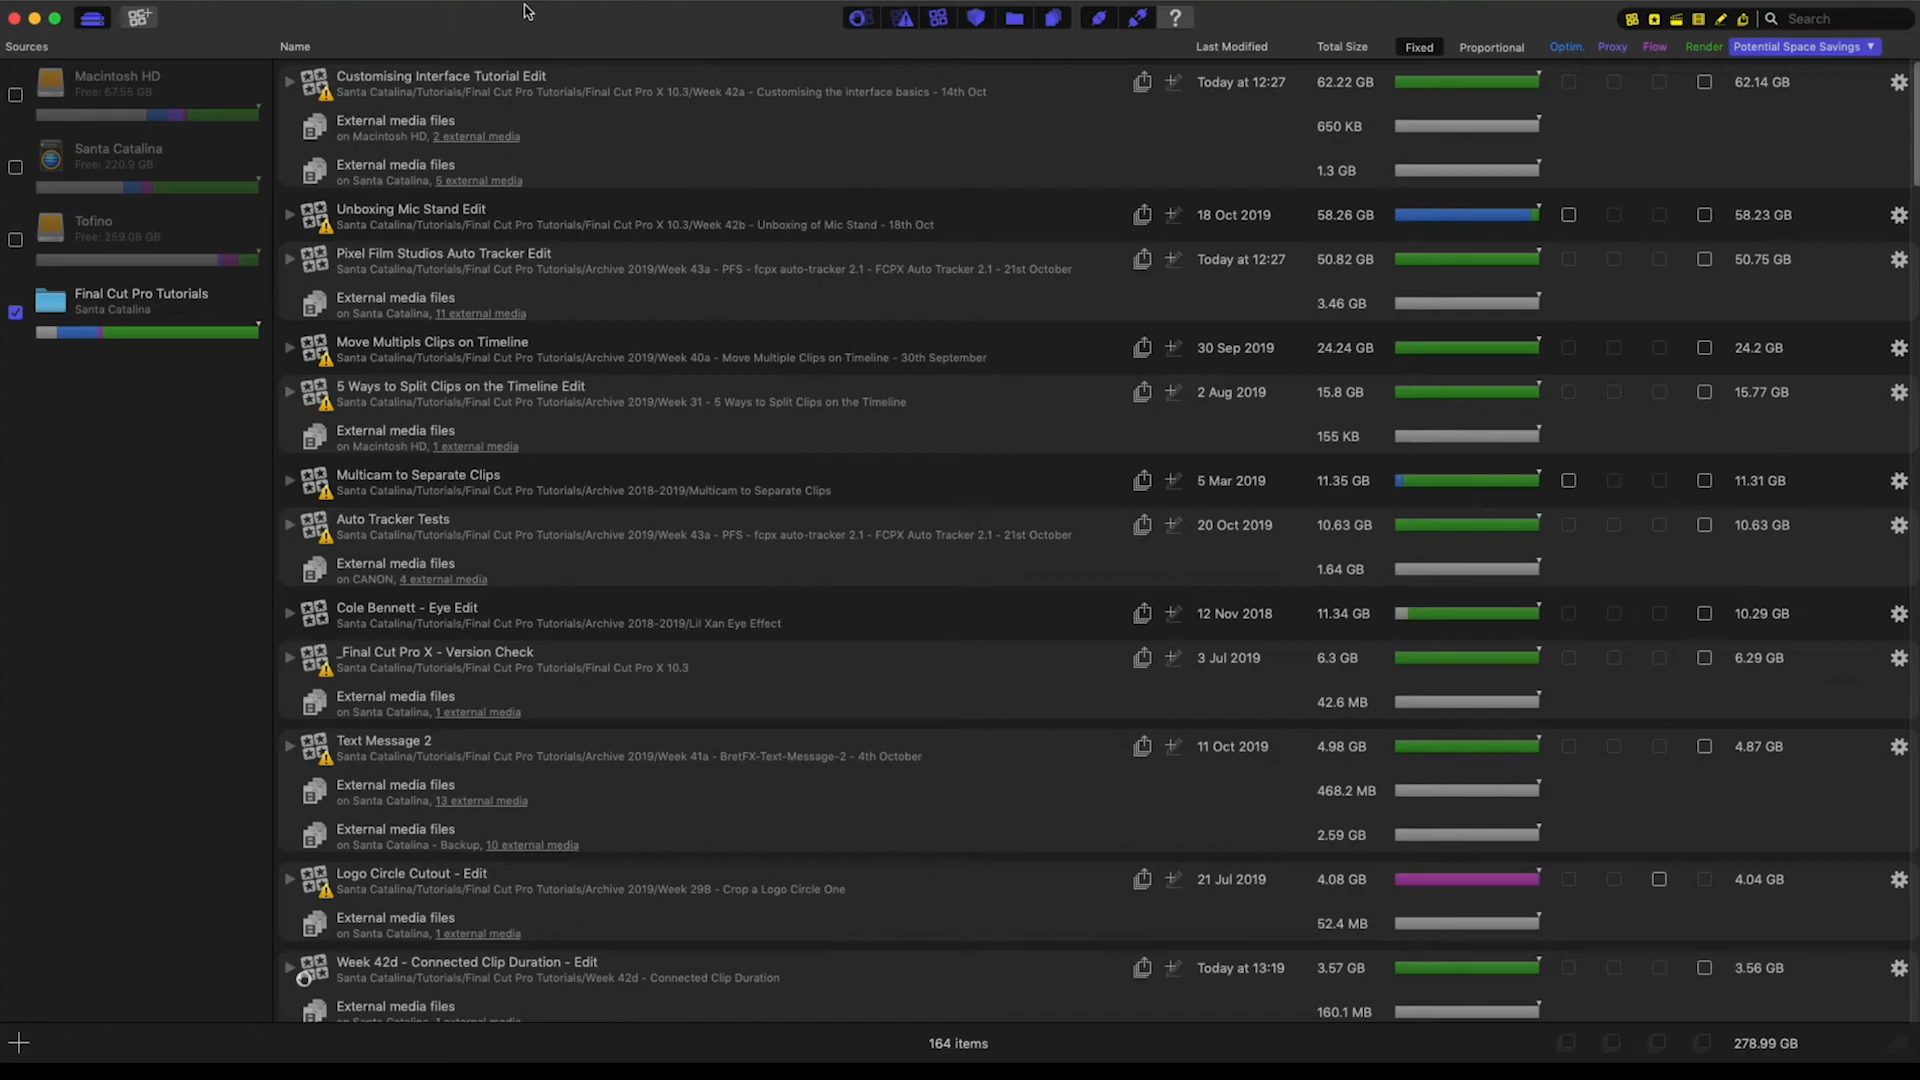 Search
Sources
Name
Last Modified
Total Size
Fixed
Proportional
Optim.
Proxy
Flow
Render
Potential Space Savings ▼
Macintosh HD
Free: 67.55 GB
Santa Catalina
Free: 220.9 GB
Tofino
Free: 259.08 GB
Final Cut Pro Tutorials
Santa Catalina
Customising Interface Tutorial Edit
Santa Catalina/Tutorials/Final Cut Pro Tutorials/Final Cut Pro X 10.3/Week 42a - Customising the interface basics - 14th Oct
Today at 12:27
62.22 GB
62.14 GB
External media files
on Macintosh HD, 2 external media
650 KB
External media files
on Santa Catalina, 5 external media
1.3 GB
Unboxing Mic Stand Edit
Santa Catalina/Tutorials/Final Cut Pro Tutorials/Final Cut Pro X 10.3/Week 42b - Unboxing of Mic Stand - 18th Oct
18 Oct 2019
58.26 GB
58.23 GB
Pixel Film Studios Auto Tracker Edit
Santa Catalina/Tutorials/Final Cut Pro Tutorials/Archive 2019/Week 43a - PFS - fcpx auto-tracker 2.1 - FCPX Auto Tracker 2.1 - 21st October
Today at 12:27
50.82 GB
50.75 GB
External media files
on Santa Catalina, 11 external media
3.46 GB
Move Multipls Clips on Timeline
Santa Catalina/Tutorials/Final Cut Pro Tutorials/Archive 2019/Week 40a - Move Multiple Clips on Timeline - 30th September
30 Sep 2019
24.24 GB
24.2 GB
5 Ways to Split Clips on the Timeline Edit
Santa Catalina/Tutorials/Final Cut Pro Tutorials/Archive 2019/Week 31 - 5 Ways to Split Clips on the Timeline
2 Aug 2019
15.8 GB
15.77 GB
External media files
on Macintosh HD, 1 external media
155 KB
Multicam to Separate Clips
Santa Catalina/Tutorials/Final Cut Pro Tutorials/Archive 2018-2019/Multicam to Separate Clips
5 Mar 2019
11.35 GB
11.31 GB
Auto Tracker Tests
Santa Catalina/Tutorials/Final Cut Pro Tutorials/Archive 2019/Week 43a - PFS - fcpx auto-tracker 2.1 - FCPX Auto Tracker 2.1 - 21st October
20 Oct 2019
10.63 GB
10.63 GB
External media files
on CANON, 4 external media
1.64 GB
Cole Bennett - Eye Edit
Santa Catalina/Tutorials/Final Cut Pro Tutorials/Archive 2018-2019/Lil Xan Eye Effect
12 Nov 2018
11.34 GB
10.29 GB
_Final Cut Pro X - Version Check
Santa Catalina/Tutorials/Final Cut Pro Tutorials/Final Cut Pro X 10.3
3 Jul 2019
6.3 GB
6.29 GB
External media files
on Santa Catalina, 1 external media
42.6 MB
Text Message 2
Santa Catalina/Tutorials/Final Cut Pro Tutorials/Archive 2019/Week 41a - BretFX-Text-Message-2 - 4th October
11 Oct 2019
4.98 GB
4.87 GB
External media files
on Santa Catalina, 13 external media
468.2 MB
External media files
on Santa Catalina - Backup, 10 external media
2.59 GB
Logo Circle Cutout - Edit
Santa Catalina/Tutorials/Final Cut Pro Tutorials/Archive 2019/Week 29B - Crop a Logo Circle One
21 Jul 2019
4.08 GB
4.04 GB
External media files
on Santa Catalina, 1 external media
52.4 MB
Week 42d - Connected Clip Duration - Edit
Santa Catalina/Tutorials/Final Cut Pro Tutorials/Week 42d - Connected Clip Duration
Today at 13:19
3.57 GB
3.56 GB
External media files
on Santa Catalina, 1 external media
160.1 MB
164 items
278.99 GB